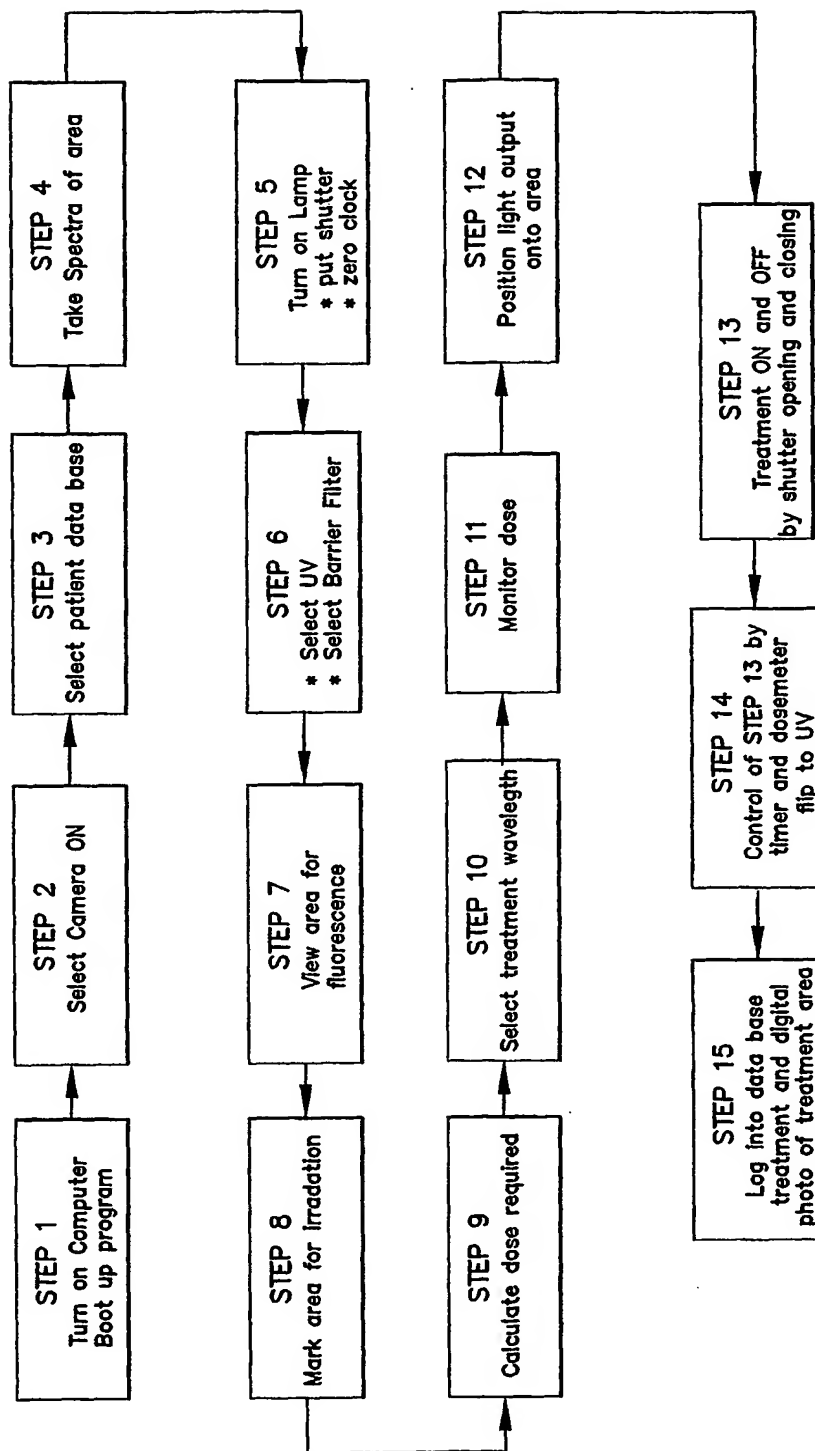 STEP 1
Turn on Computer
Boot up program
STEP 2
Select Camera ON
STEP 3
Select patient data base
STEP 4
Take Spectra of area
STEP 5
Turn on Lamp
* put shutter
* zero clock
STEP 6
* Select UV
* Select Barrier Filter
STEP 7
View area for
fluorescence
STEP 8
Mark area for Irradation
STEP 9
Calculate dose required
STEP 10
Select treatment wavelegth
STEP 11
Monitor dose
STEP 12
Position light output
onto area
STEP 13
Treatment ON and OFF
by shutter opening and closing
STEP 14
Control of STEP 13 by
timer and dosemeter
flip to UV
STEP 15
Log into data base
treatment and digital
photo of treatment area